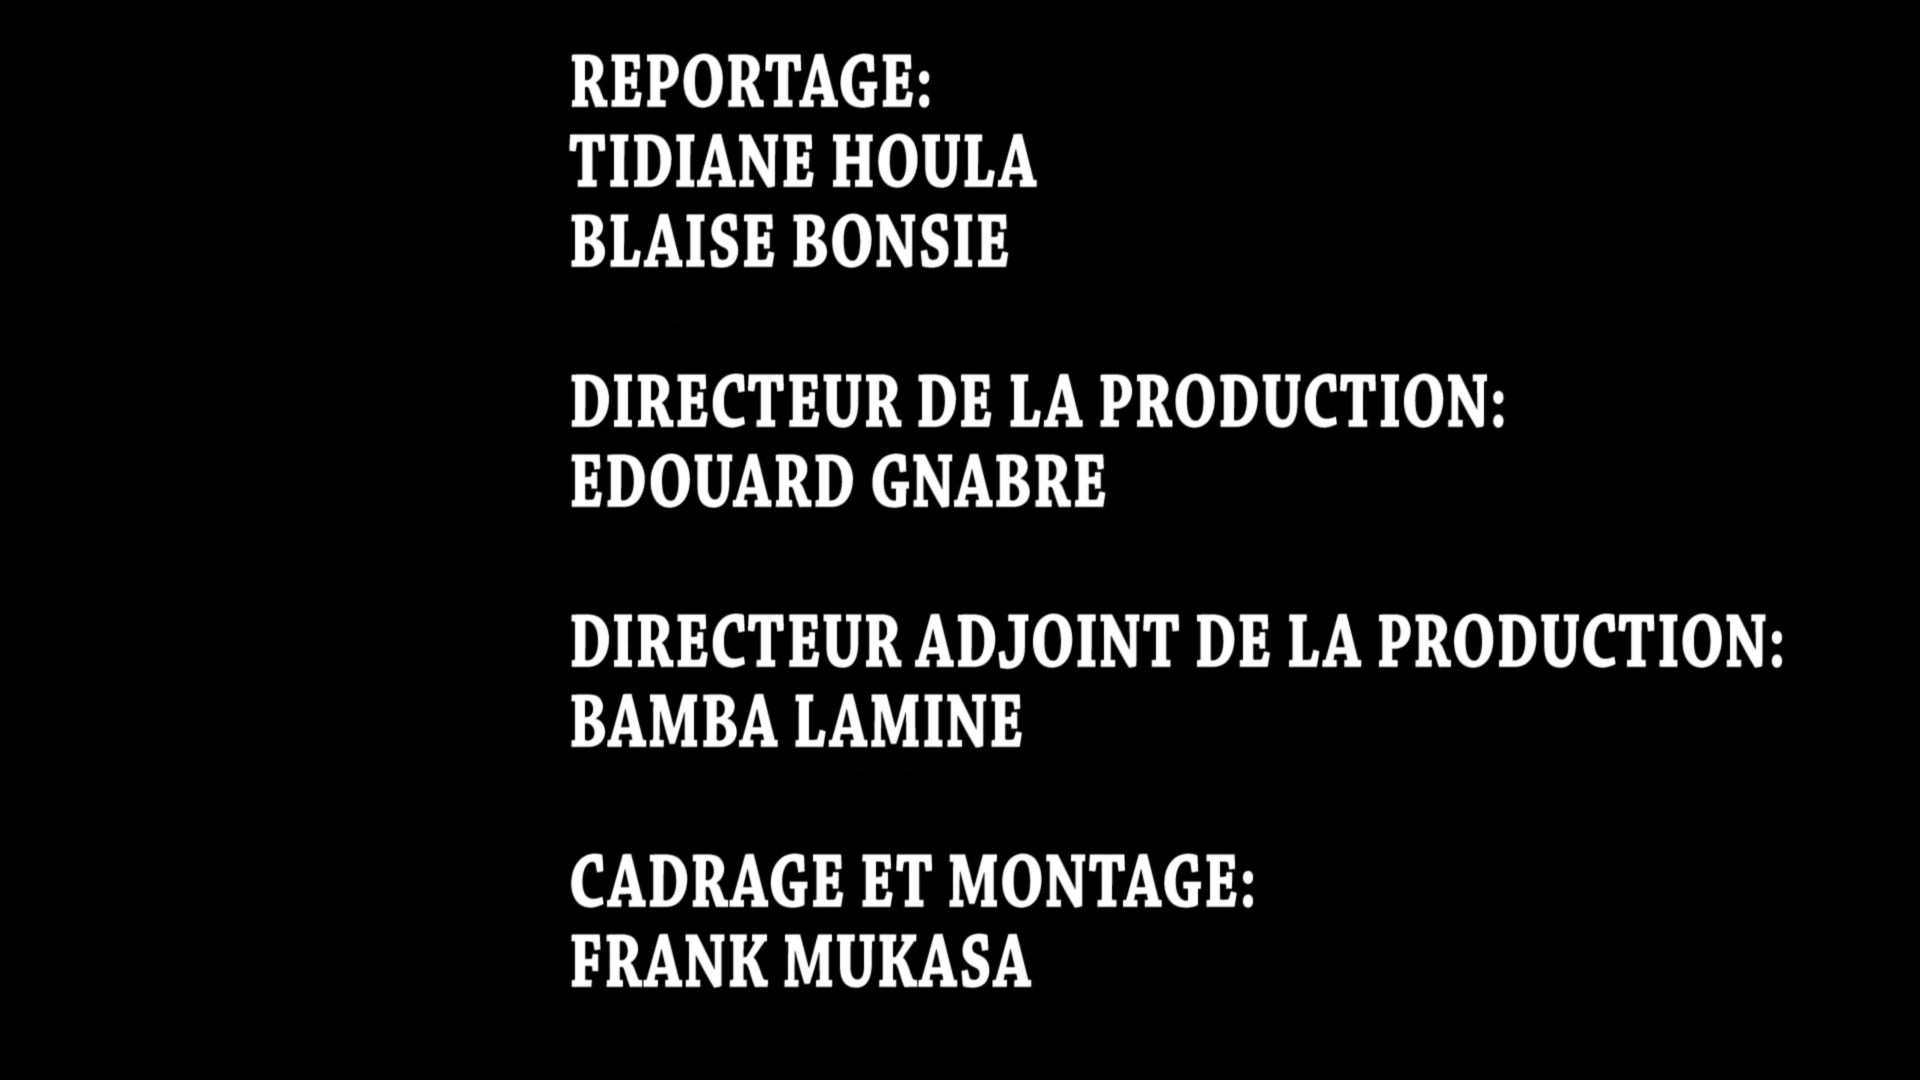 REPORTAGE:
TIDIANE HOULA
BLAISE BONSIE
DIRECTEUR DE LA PRODUCTION:
EDOUARD GNABRE
DIRECTEUR ADJOINT DE LA PRODUCTION:
BAMBA LAMINE
CADRAGE ET MONTAGE:
FRANK MUKASA